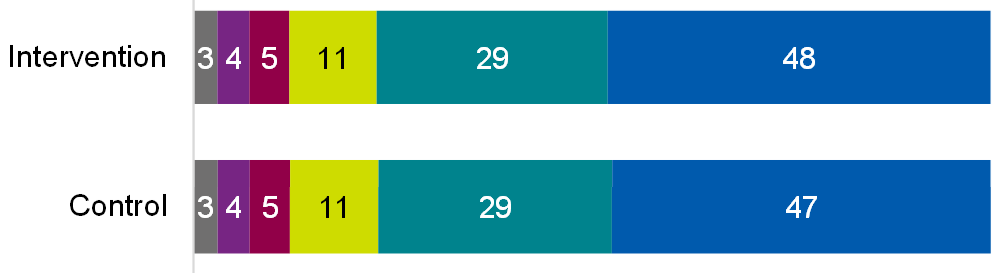 Intervention 3 4 5 11 29 48
Control 3 4 5 11 29 47